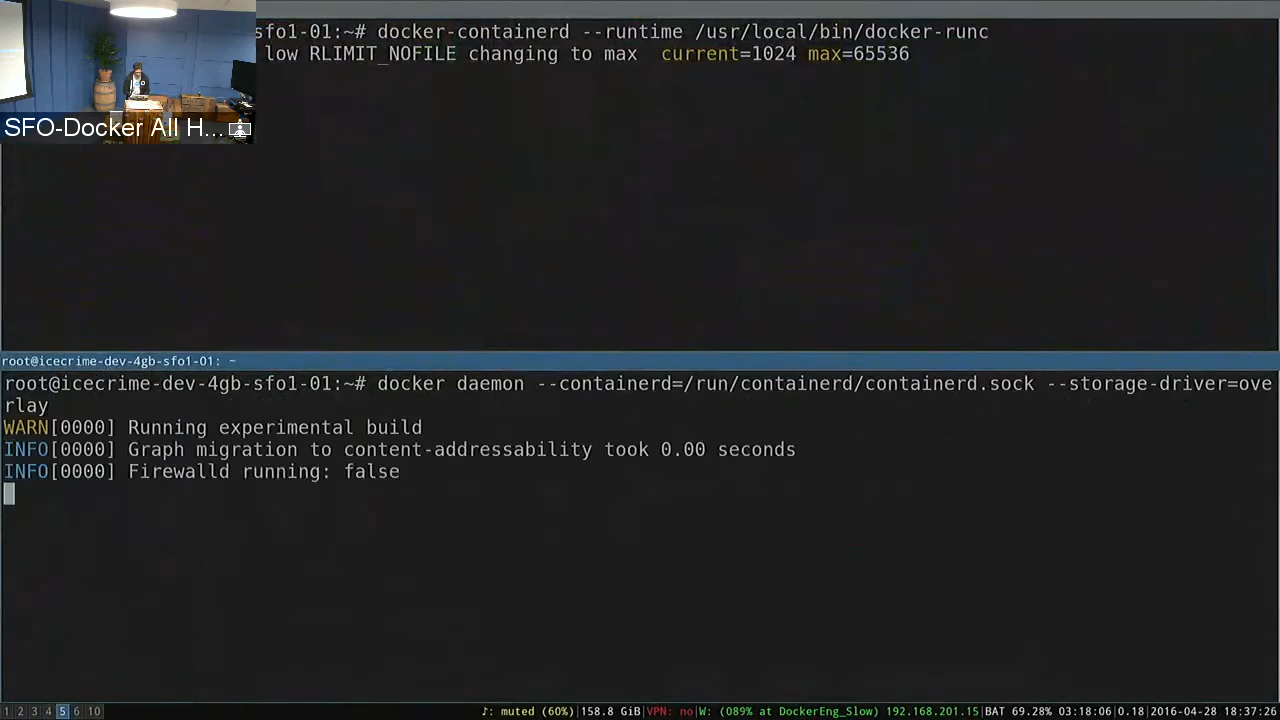 sfo1-01:~# docker-containerd --runtime /usr/local/bin/docker-runc
low RLIMIT_NOFILE changing to max  current=1024 max=65536
SFO-Docker All H...
root@icecrime-dev-4gb-sfo1-01: ~
root@icecrime-dev-4gb-sfo1-01:~# docker daemon --containerd=/run/containerd/containerd.sock --storage-driver=ove
rlay
WARN[0000] Running experimental build
INFO[0000] Graph migration to content-addressability took 0.00 seconds
INFO[0000] Firewalld running: false
1 2 3 4 5 6 10 ♪: muted (60%)|158.8 GiB|VPN: no|W: (089% at DockerEng_Slow) 192.168.201.15|BAT 69.28% 03:18:06|0.18|2016-04-28 18:37:26